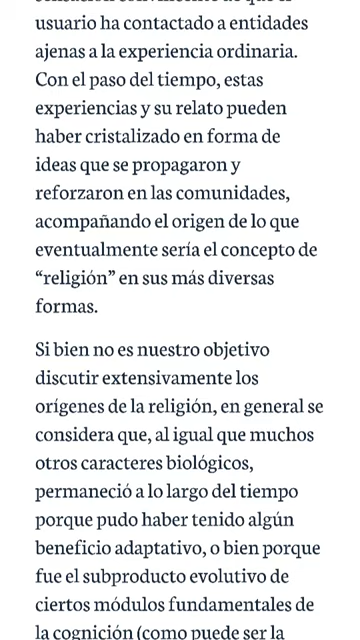 usuario ha contactado a entidades
ajenas a la experiencia ordinaria.
Con el paso del tiempo, estas
experiencias y su relato pueden
haber cristalizado en forma de
ideas que se propagaron y
reforzaron en las comunidades,
acompañando el origen de lo que
eventualmente sería el concepto de
“religión” en sus más diversas
formas.
Si bien no es nuestro objetivo
discutir extensivamente los
orígenes de la religión, en general se
considera que, al igual que muchos
otros caracteres biológicos,
permaneció a lo largo del tiempo
porque pudo haber tenido algún
beneficio adaptativo, o bien porque
fue el subproducto evolutivo de
ciertos módulos fundamentales de
la cognición (como puede ser la